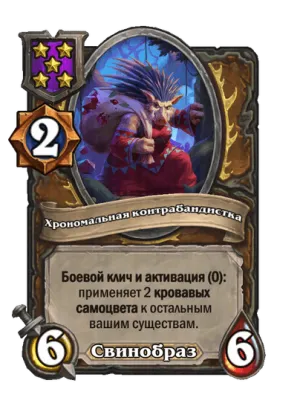 2
Хрономальная контрабандистка
Боевой клич и активация (0):
применяет 2 кровавых
самоцвета к остальным
вашим существам.
6
Свинобраз
6